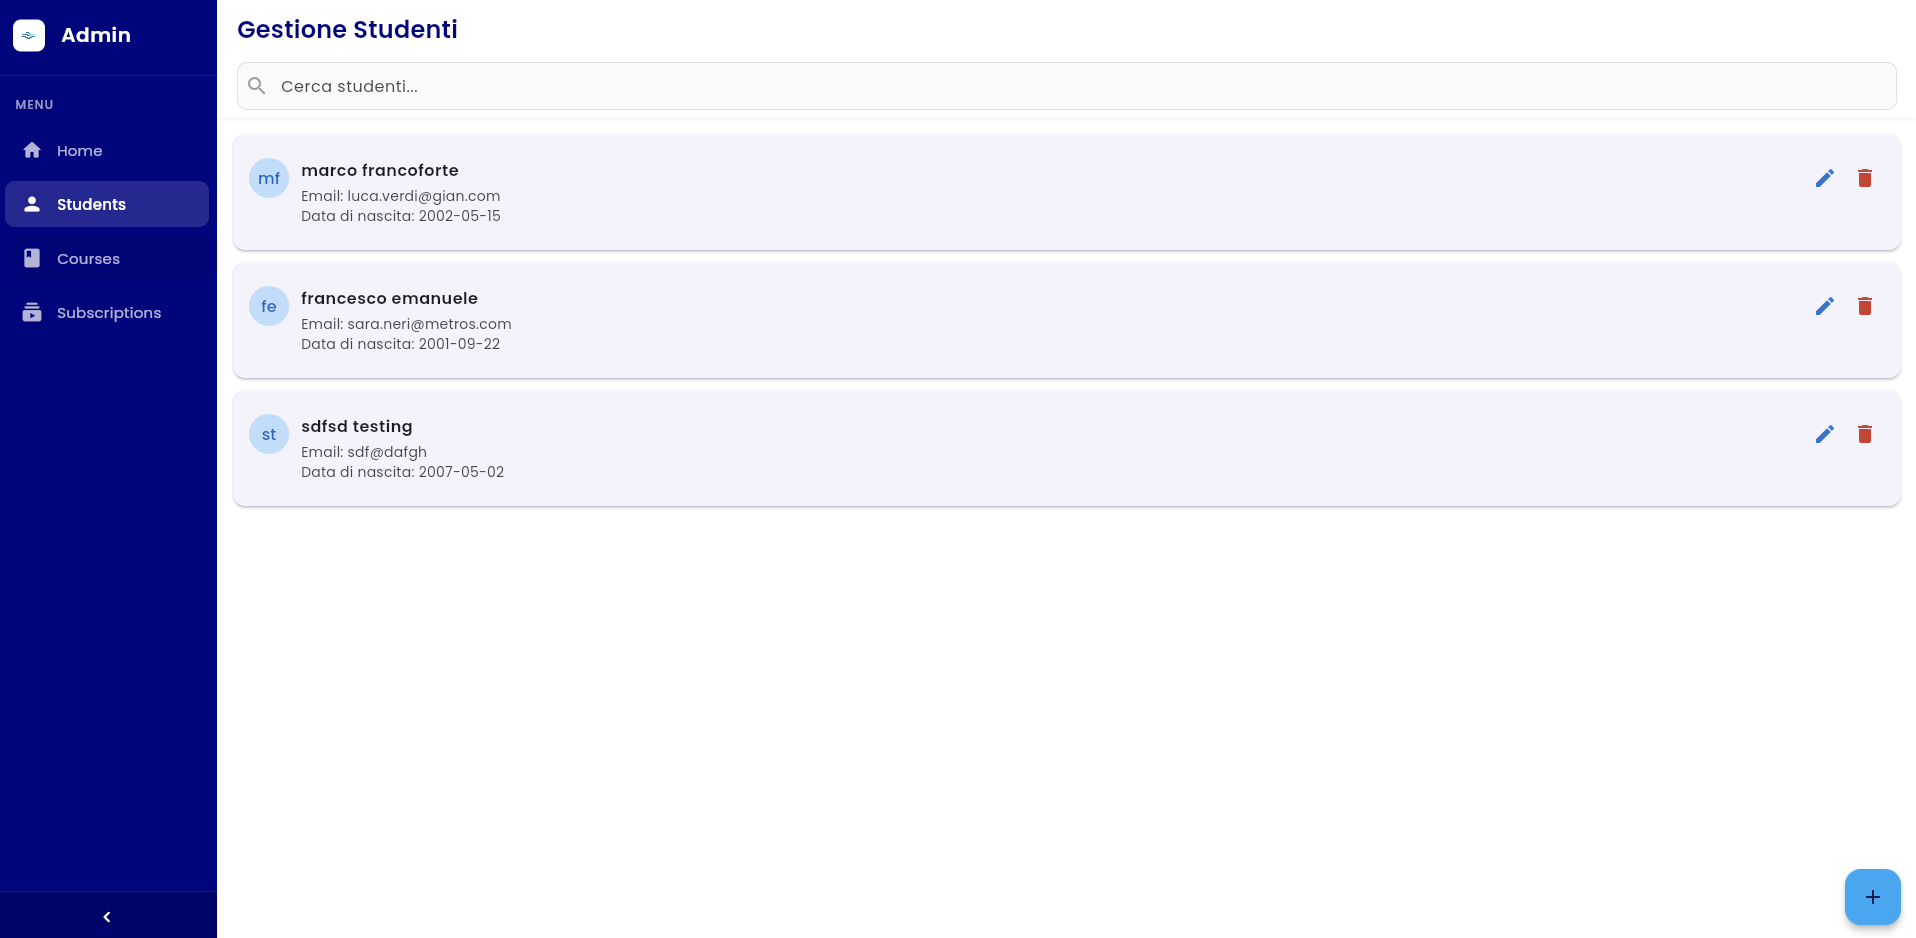 Admin
MENU
Home
Students
Courses
Subscriptions
Gestione Studenti
Cerca studenti...
mf
marco francoforte
Email: luca.verdi@gian.com
Data di nascita: 2002-05-15
fe
francesco emanuele
Email: sara.neri@metros.com
Data di nascita: 2001-09-22
st
sdfsd testing
Email: sdf@dafgh
Data di nascita: 2007-05-02